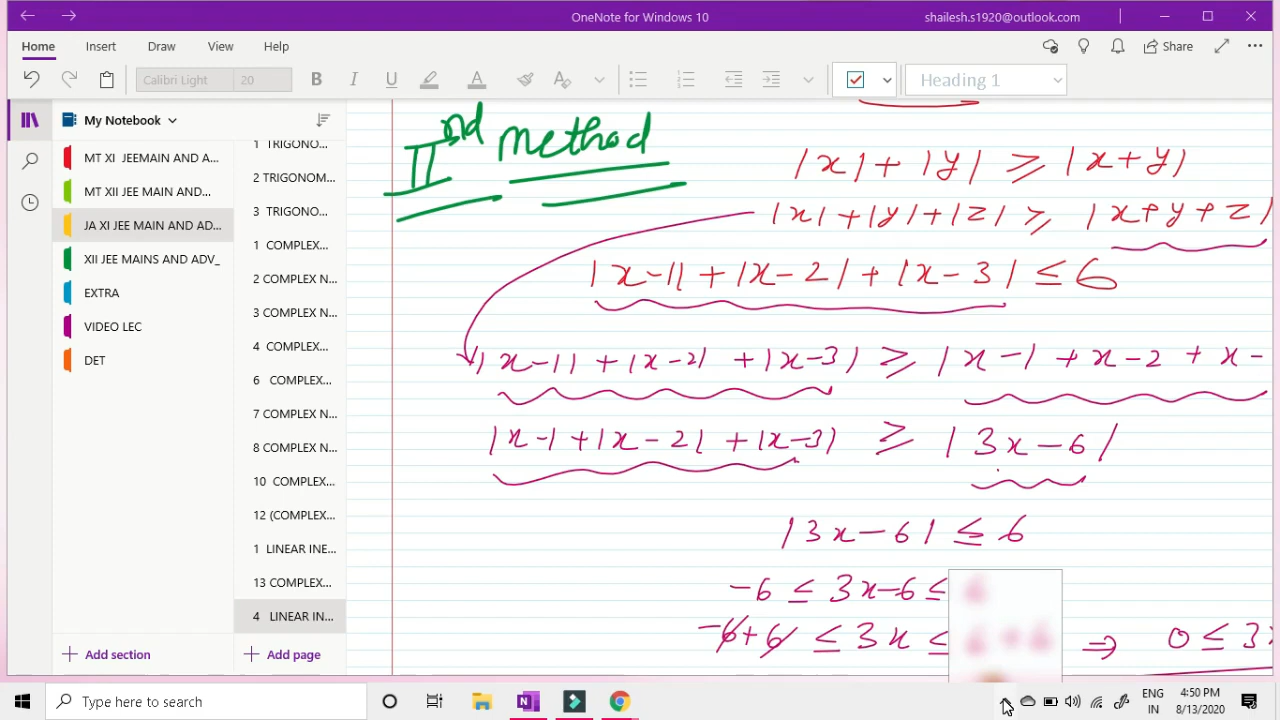 OneNote for Windows 10
shailesh.s1920@outlook.com
Home Insert Draw View Help
Share
Calibri Light 20
B I U
Heading 1
My Notebook
MT XI JEEMAIN AND A...
MT XII JEE MAIN AND...
JA XI JEE MAIN AND AD...
XII JEE MAINS AND ADV_
EXTRA
VIDEO LEC
DET
Add section
1 TRIGONO...
2 TRIGONOM...
3 TRIGONO...
1 COMPLEX...
2 COMPLEX N...
3 COMPLEX N...
4 COMPLEX...
6 COMPLEX...
7 COMPLEX N...
8 COMPLEX N...
10 COMPLEX...
12 (COMPLEX...
1 LINEAR INE...
13 COMPLEX...
4 LINEAR IN...
Add page
IInd method
|x| + |y| ≥ |x+y|
|x| + |y| + |z| ≥ |x+y+z|
|x-1| + |x-2| + |x-3| ≤ 6
|x-1| + |x-2| + |x-3| ≥ |x-1 + x-2 + x-
|x-1 + |x-2| + |x-3| ≥ |3x-6|
|3x-6| ≤ 6
-6 ≤ 3x-6 ≤
-6+6 ≤ 3x ≤ ⇒ 0 ≤ 3x
Type here to search
ENG
IN
4:50 PM
8/13/2020